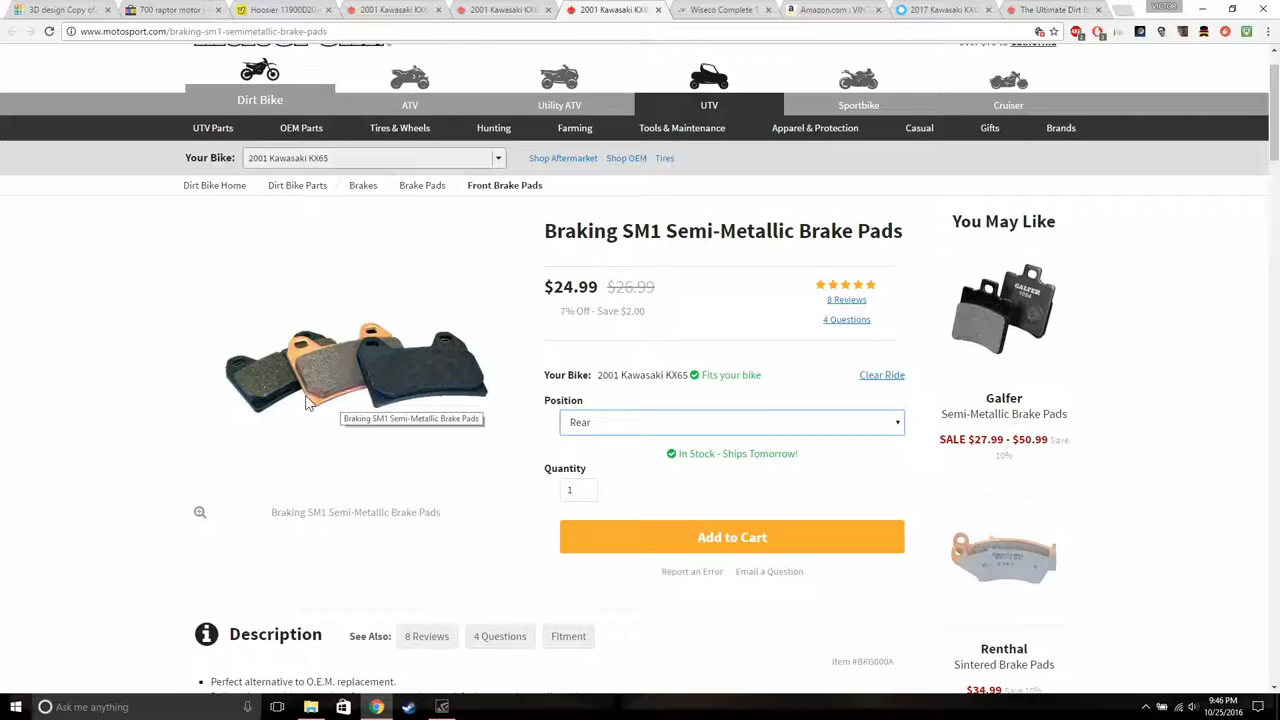 3D design Copy of.
700 raptor motor |
Hoosier 11900D20
2001 Kawasaki KX6
2001 Kawasaki KX6
2001 Kawasaki KX6
Wiseco Complete 1
Amazon.com : VIN
2017 Kawasaki KX
The Ultimate Dirt B
VICTOR
www.motosport.com/braking-sm1-semimetallic-brake-pads
Dirt Bike
ATV
Utility ATV
UTV
Sportbike
Cruiser
UTV Parts OEM Parts Tires & Wheels Hunting Farming Tools & Maintenance Apparel & Protection Casual Gifts Brands
Your Bike: 2001 Kawasaki KX65 Shop Aftermarket Shop OEM Tires
Dirt Bike Home Dirt Bike Parts Brakes Brake Pads Front Brake Pads
Braking SM1 Semi-Metallic Brake Pads
$24.99 $26.99
7% Off - Save $2.00
8 Reviews
4 Questions
Your Bike: 2001 Kawasaki KX65 Fits your bike Clear Ride
Position
Rear
In Stock - Ships Tomorrow!
Quantity
1
Add to Cart
Report an Error Email a Question
Braking SM1 Semi-Metallic Brake Pads
Braking SM1 Semi-Metallic Brake Pads
You May Like
GALFER
1054
Galfer
Semi-Metallic Brake Pads
SALE $27.99 - $50.99 Save
10%
Renthal
Sintered Brake Pads
$34.99 Save 10%
Description See Also: 8 Reviews 4 Questions Fitment
Item #BKG000A
Perfect alternative to O.E.M. replacement.
Ask me anything
9:46 PM
10/25/2016